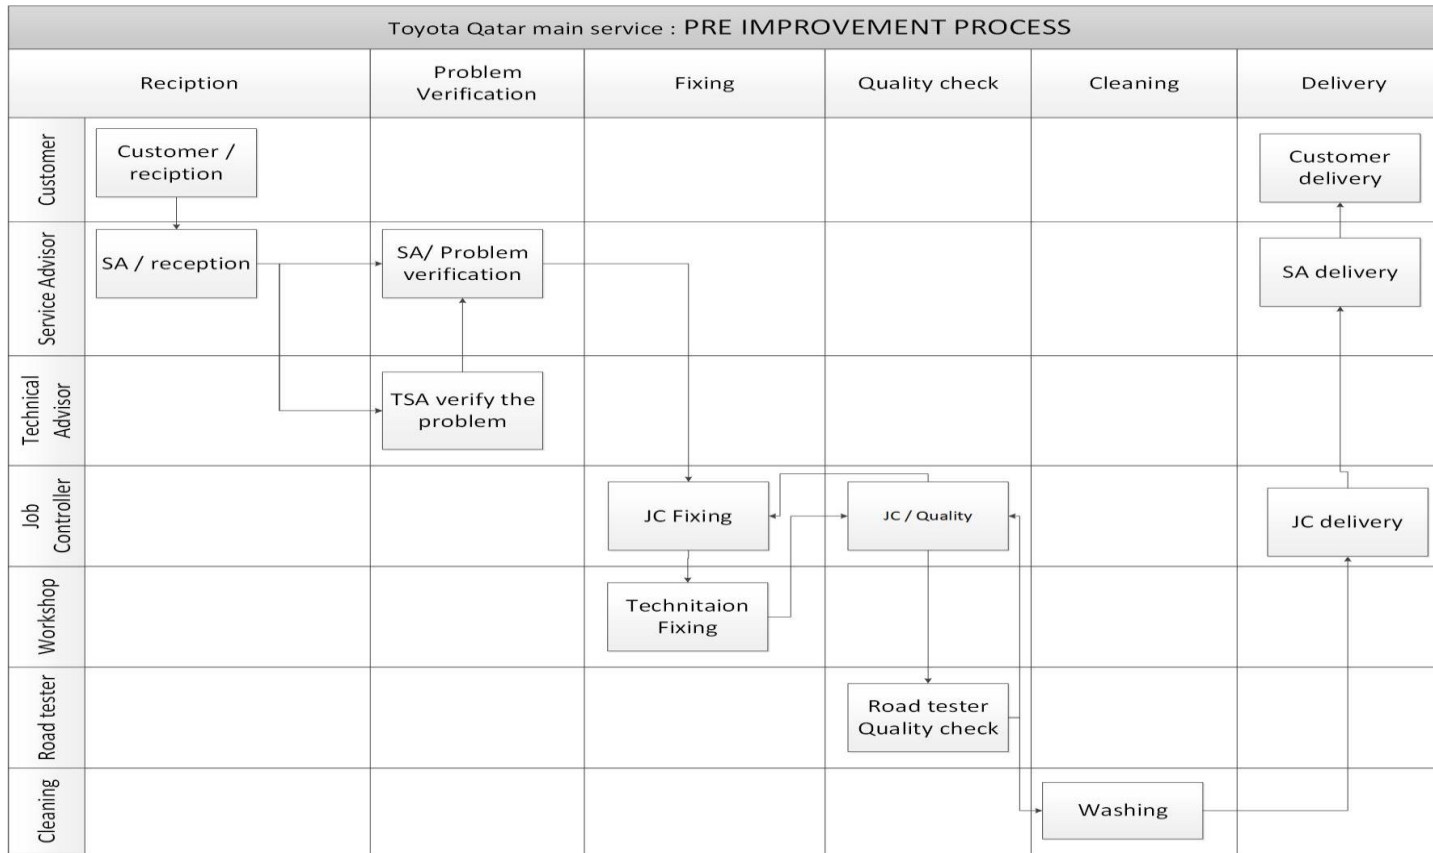 Toyota Qatar main service : PRE IMPROVEMENT PROCESS
Reciption
Problem
Verification
Fixing
Quality check
Cleaning
Delivery
Customer
Customer /
reciption
Customer
delivery
Service Advisor
SA / reception
SA/ Problem
verification
SA delivery
Technical
Advisor
TSA verify the
problem
Job
Controller
JC Fixing
JC / Quality
JC delivery
Workshop
Technitaion
Fixing
Road tester
Road tester
Quality check
Cleaning
Washing